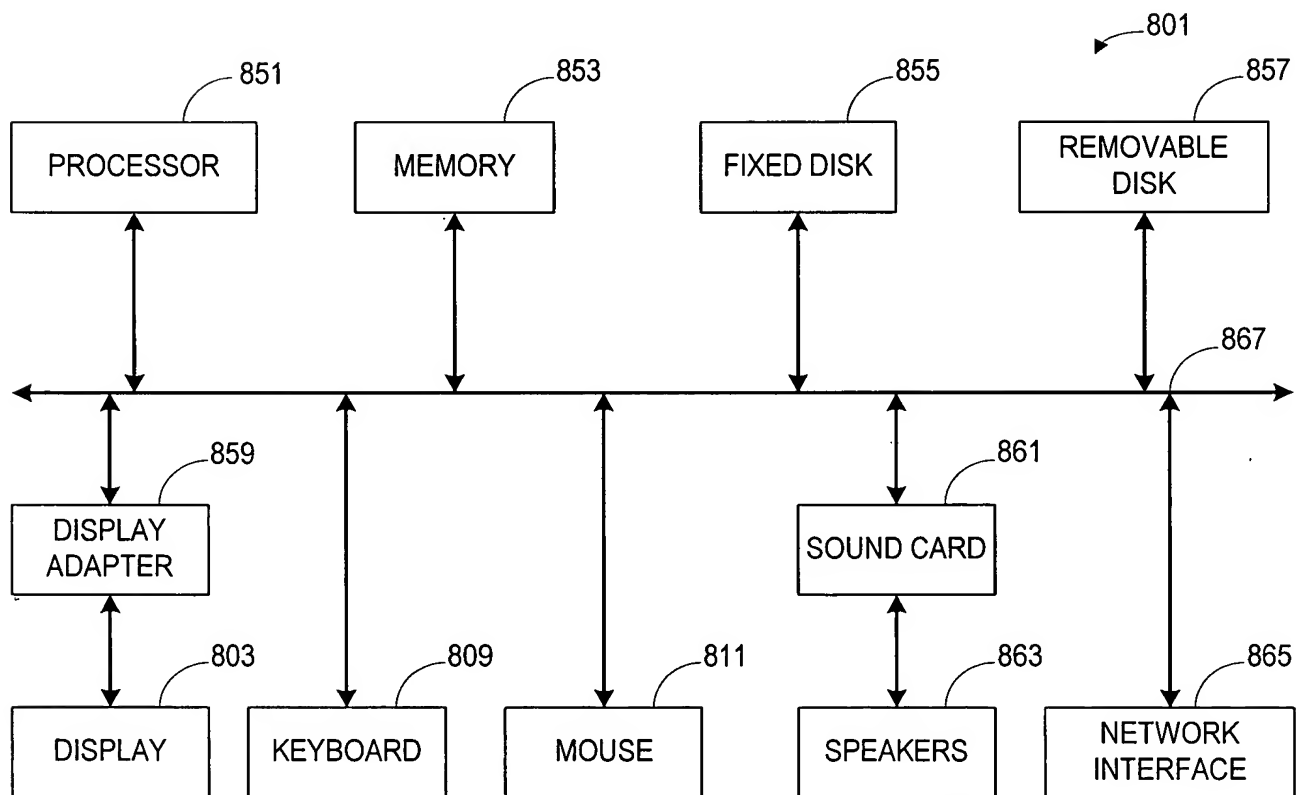 801
851
853
855
857
PROCESSOR
MEMORY
FIXED DISK
REMOVABLE
DISK
867
859
861
DISPLAY
ADAPTER
SOUND CARD
803
809
811
863
865
DISPLAY
KEYBOARD
MOUSE
SPEAKERS
NETWORK
INTERFACE